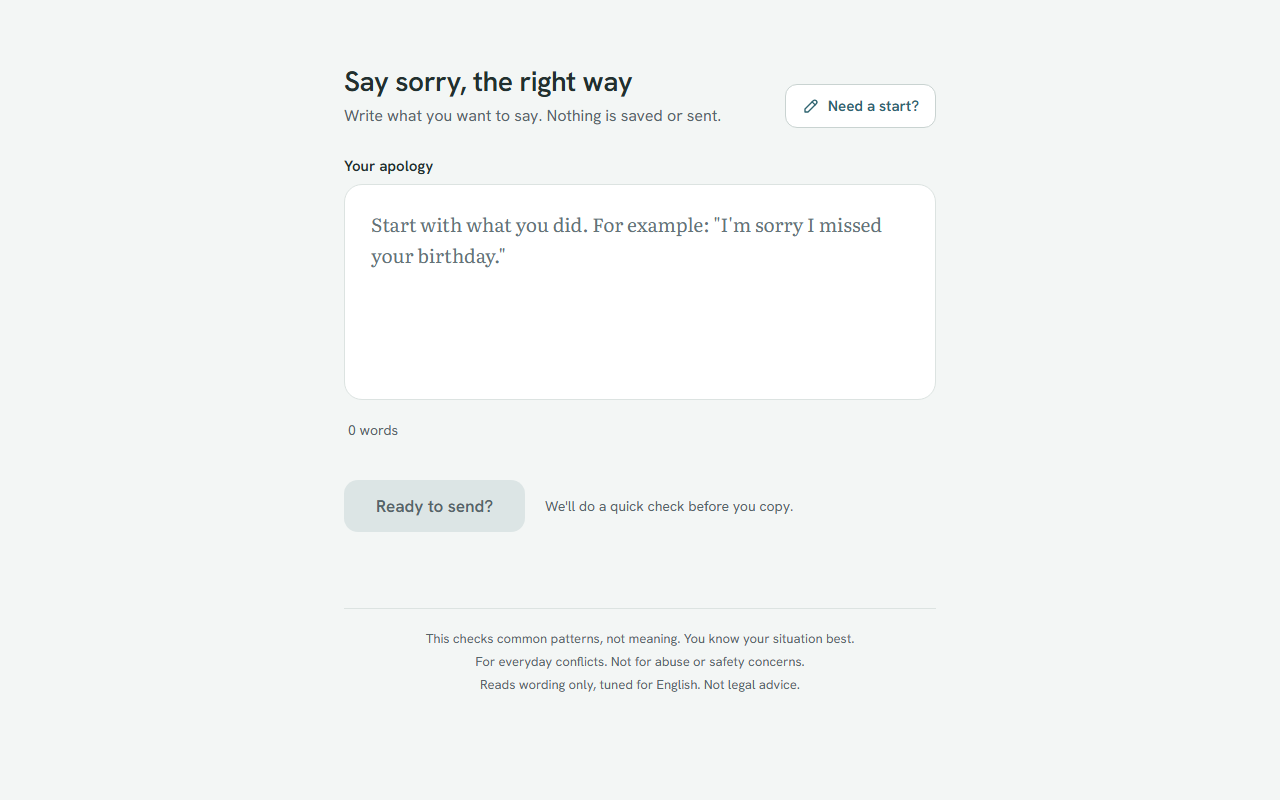 Say sorry, the right way
Write what you want to say. Nothing is saved or sent.
Need a start?
Your apology
Start with what you did. For example: "I'm sorry I missed
your birthday."
0 words
Ready to send?
We'll do a quick check before you copy.
This checks common patterns, not meaning. You know your situation best.
For everyday conflicts. Not for abuse or safety concerns.
Reads wording only, tuned for English. Not legal advice.